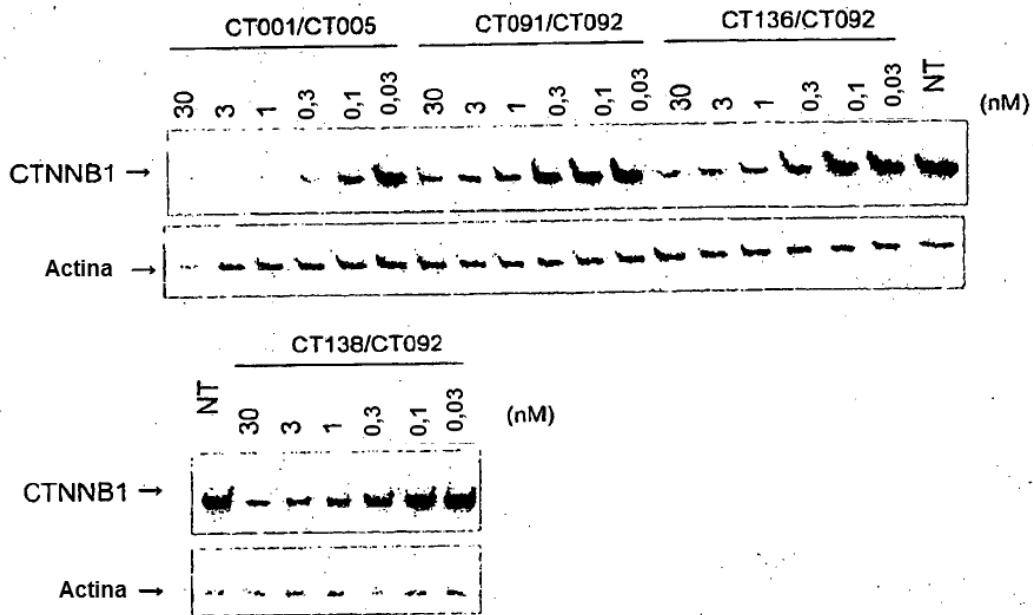 CT001/CT005 CT091/CT092 CT136/CT092
30 3 1 0,3 0,1 0,03 30 3 1 0,3 0,1 0,03 30 3 1 0,3 0,1 0,03 NT (nM)
CTNNB1 →
Actina →
CT138/CT092
NT 30 3 1 0,3 0,1 0,03 (nM)
CTNNB1 →
Actina →